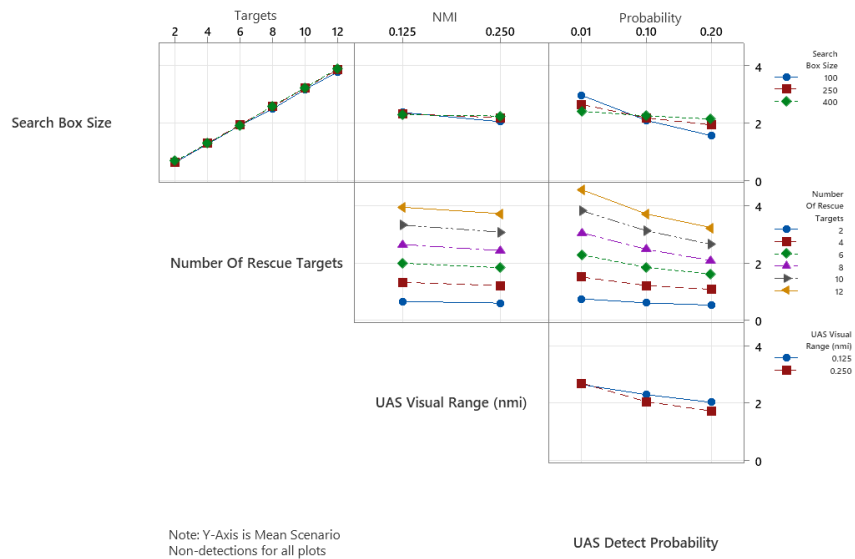 Targets
NMI
Probability
2 4 6 8 10 12
0.125 0.250
0.01 0.10 0.20
Search Box Size
4
2
0
Search
Box Size
100
250
400
Number Of Rescue Targets
4
2
0
Number
Of Rescue
Targets
2
4
6
8
10
12
UAS Visual Range (nmi)
4
2
0
UAS Visual
Range (nmi)
0.125
0.250
Note: Y-Axis is Mean Scenario
Non-detections for all plots
UAS Detect Probability